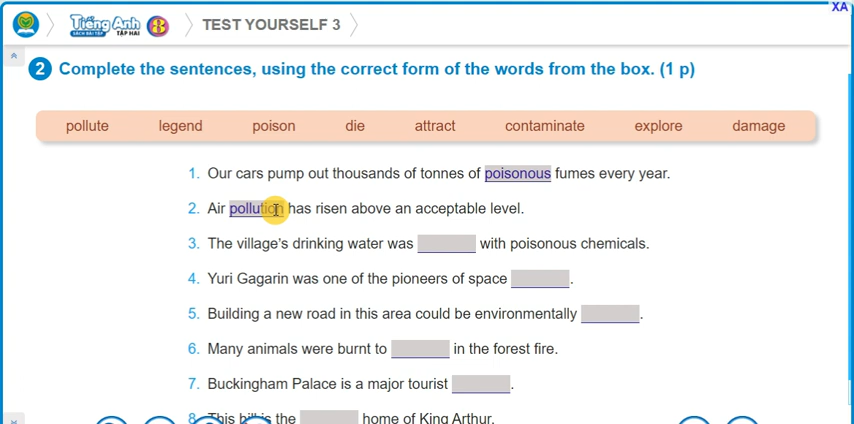 XA
Tiếng Anh 8
SÁCH BÀI TẬP TẬP HAI
TEST YOURSELF 3
2 Complete the sentences, using the correct form of the words from the box. (1 p)
pollute legend poison die attract contaminate explore damage
1. Our cars pump out thousands of tonnes of poisonous fumes every year.
2. Air pollution has risen above an acceptable level.
3. The village's drinking water was with poisonous chemicals.
4. Yuri Gagarin was one of the pioneers of space .
5. Building a new road in this area could be environmentally .
6. Many animals were burnt to in the forest fire.
7. Buckingham Palace is a major tourist .
8. This hill is the home of King Arthur.